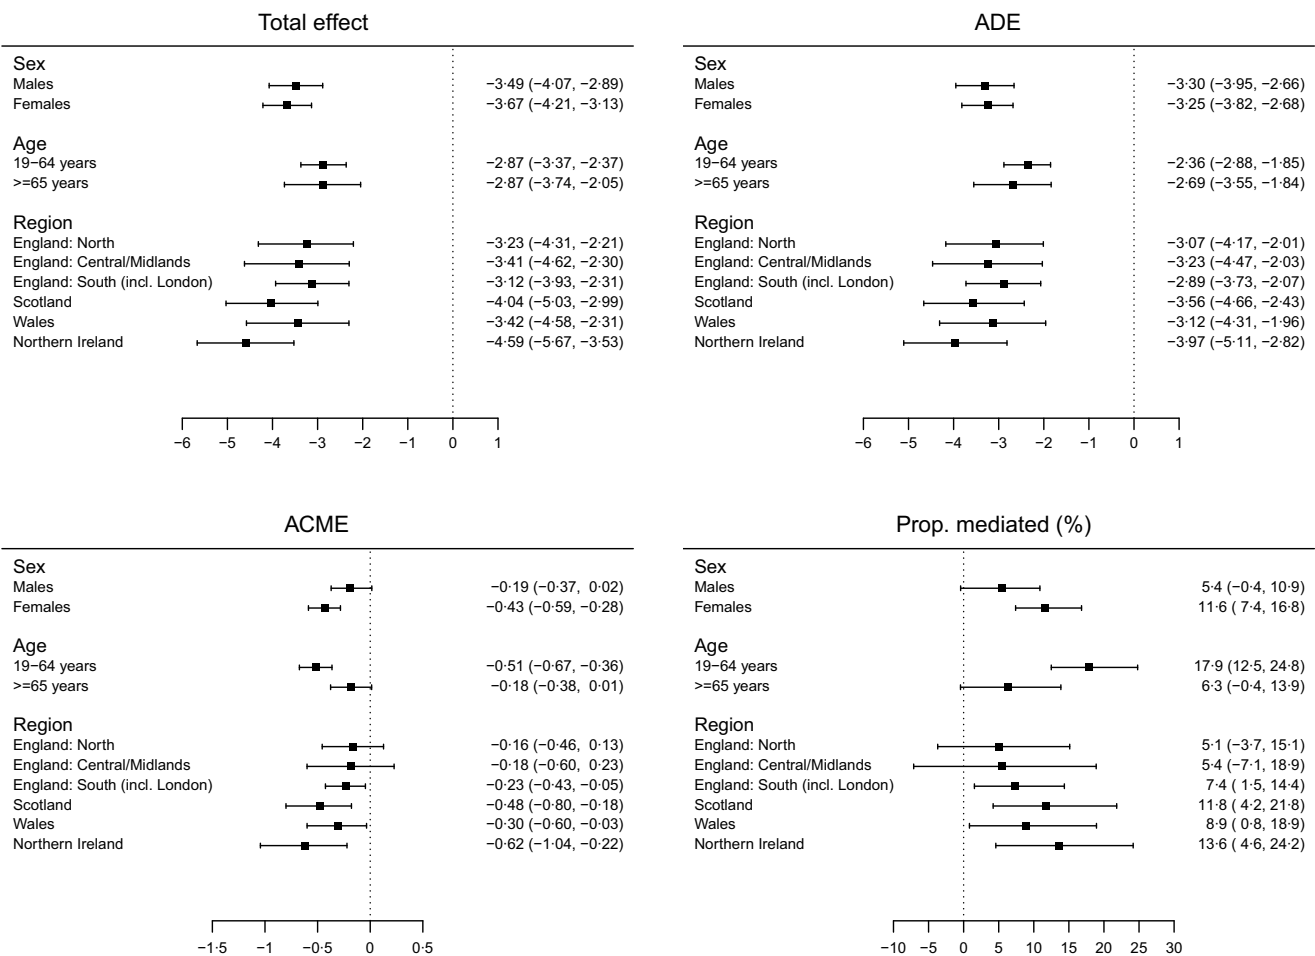 Total effect
Sex
Males −3·49 (−4·07, −2·89)
Females −3·67 (−4·21, −3·13)
Age
19−64 years −2·87 (−3·37, −2·37)
>=65 years −2·87 (−3·74, −2·05)
Region
England: North −3·23 (−4·31, −2·21)
England: Central/Midlands −3·41 (−4·62, −2·30)
England: South (incl. London) −3·12 (−3·93, −2·31)
Scotland −4·04 (−5·03, −2·99)
Wales −3·42 (−4·58, −2·31)
Northern Ireland −4·59 (−5·67, −3·53)
−6 −5 −4 −3 −2 −1 0 1
ADE
Sex
Males −3·30 (−3·95, −2·66)
Females −3·25 (−3·82, −2·68)
Age
19−64 years −2·36 (−2·88, −1·85)
>=65 years −2·69 (−3·55, −1·84)
Region
England: North −3·07 (−4·17, −2·01)
England: Central/Midlands −3·23 (−4·47, −2·03)
England: South (incl. London) −2·89 (−3·73, −2·07)
Scotland −3·56 (−4·66, −2·43)
Wales −3·12 (−4·31, −1·96)
Northern Ireland −3·97 (−5·11, −2·82)
−6 −5 −4 −3 −2 −1 0 1
ACME
Sex
Males −0·19 (−0·37, 0·02)
Females −0·43 (−0·59, −0·28)
Age
19−64 years −0·51 (−0·67, −0·36)
>=65 years −0·18 (−0·38, 0·01)
Region
England: North −0·16 (−0·46, 0·13)
England: Central/Midlands −0·18 (−0·60, 0·23)
England: South (incl. London) −0·23 (−0·43, −0·05)
Scotland −0·48 (−0·80, −0·18)
Wales −0·30 (−0·60, −0·03)
Northern Ireland −0·62 (−1·04, −0·22)
−1·5 −1 −0·5 0 0·5
Prop. mediated (%)
Sex
Males 5·4 (−0·4, 10·9)
Females 11·6 ( 7·4, 16·8)
Age
19−64 years 17·9 (12·5, 24·8)
>=65 years 6·3 (−0·4, 13·9)
Region
England: North 5·1 (−3·7, 15·1)
England: Central/Midlands 5·4 (−7·1, 18·9)
England: South (incl. London) 7·4 ( 1·5, 14·4)
Scotland 11·8 ( 4·2, 21·8)
Wales 8·9 ( 0·8, 18·9)
Northern Ireland 13·6 ( 4·6, 24·2)
−10 −5 0 5 10 15 20 25 30